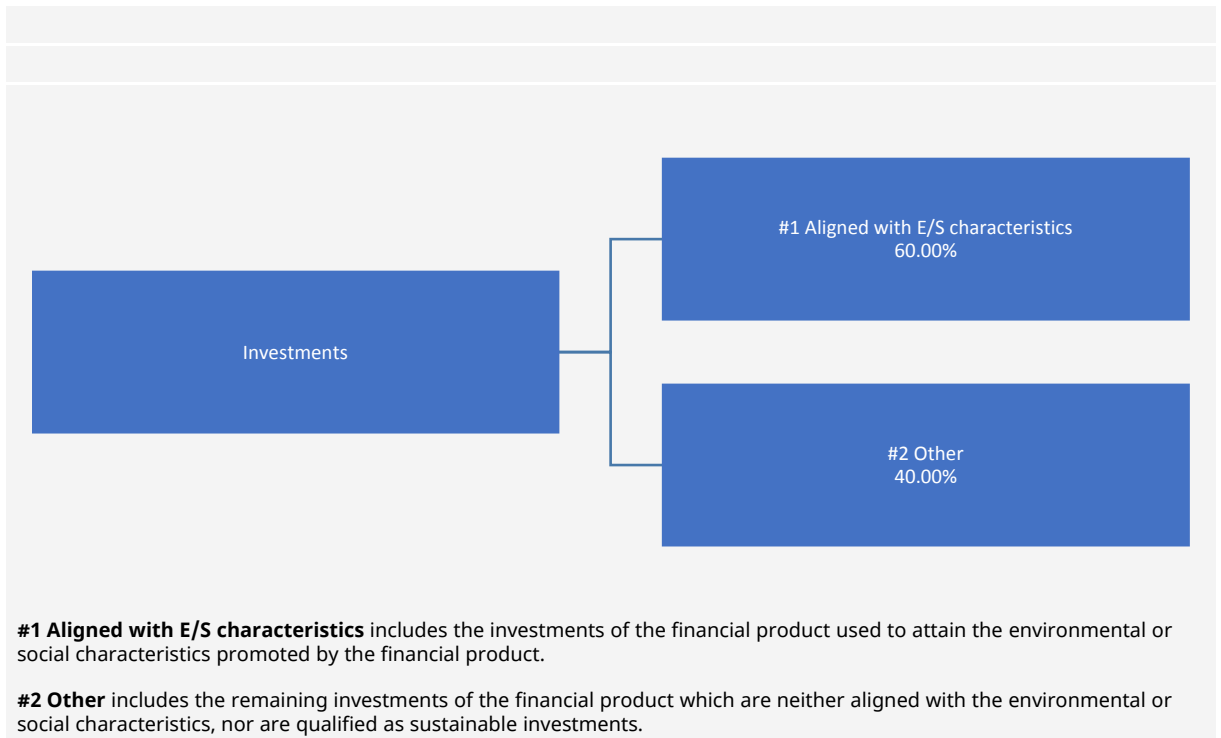 #1 Aligned with E/S characteristics
60.00%
Investments
#2 Other
40.00%
#1 Aligned with E/S characteristics includes the investments of the financial product used to attain the environmental or
social characteristics promoted by the financial product.
#2 Other includes the remaining investments of the financial product which are neither aligned with the environmental or
social characteristics, nor are qualified as sustainable investments.